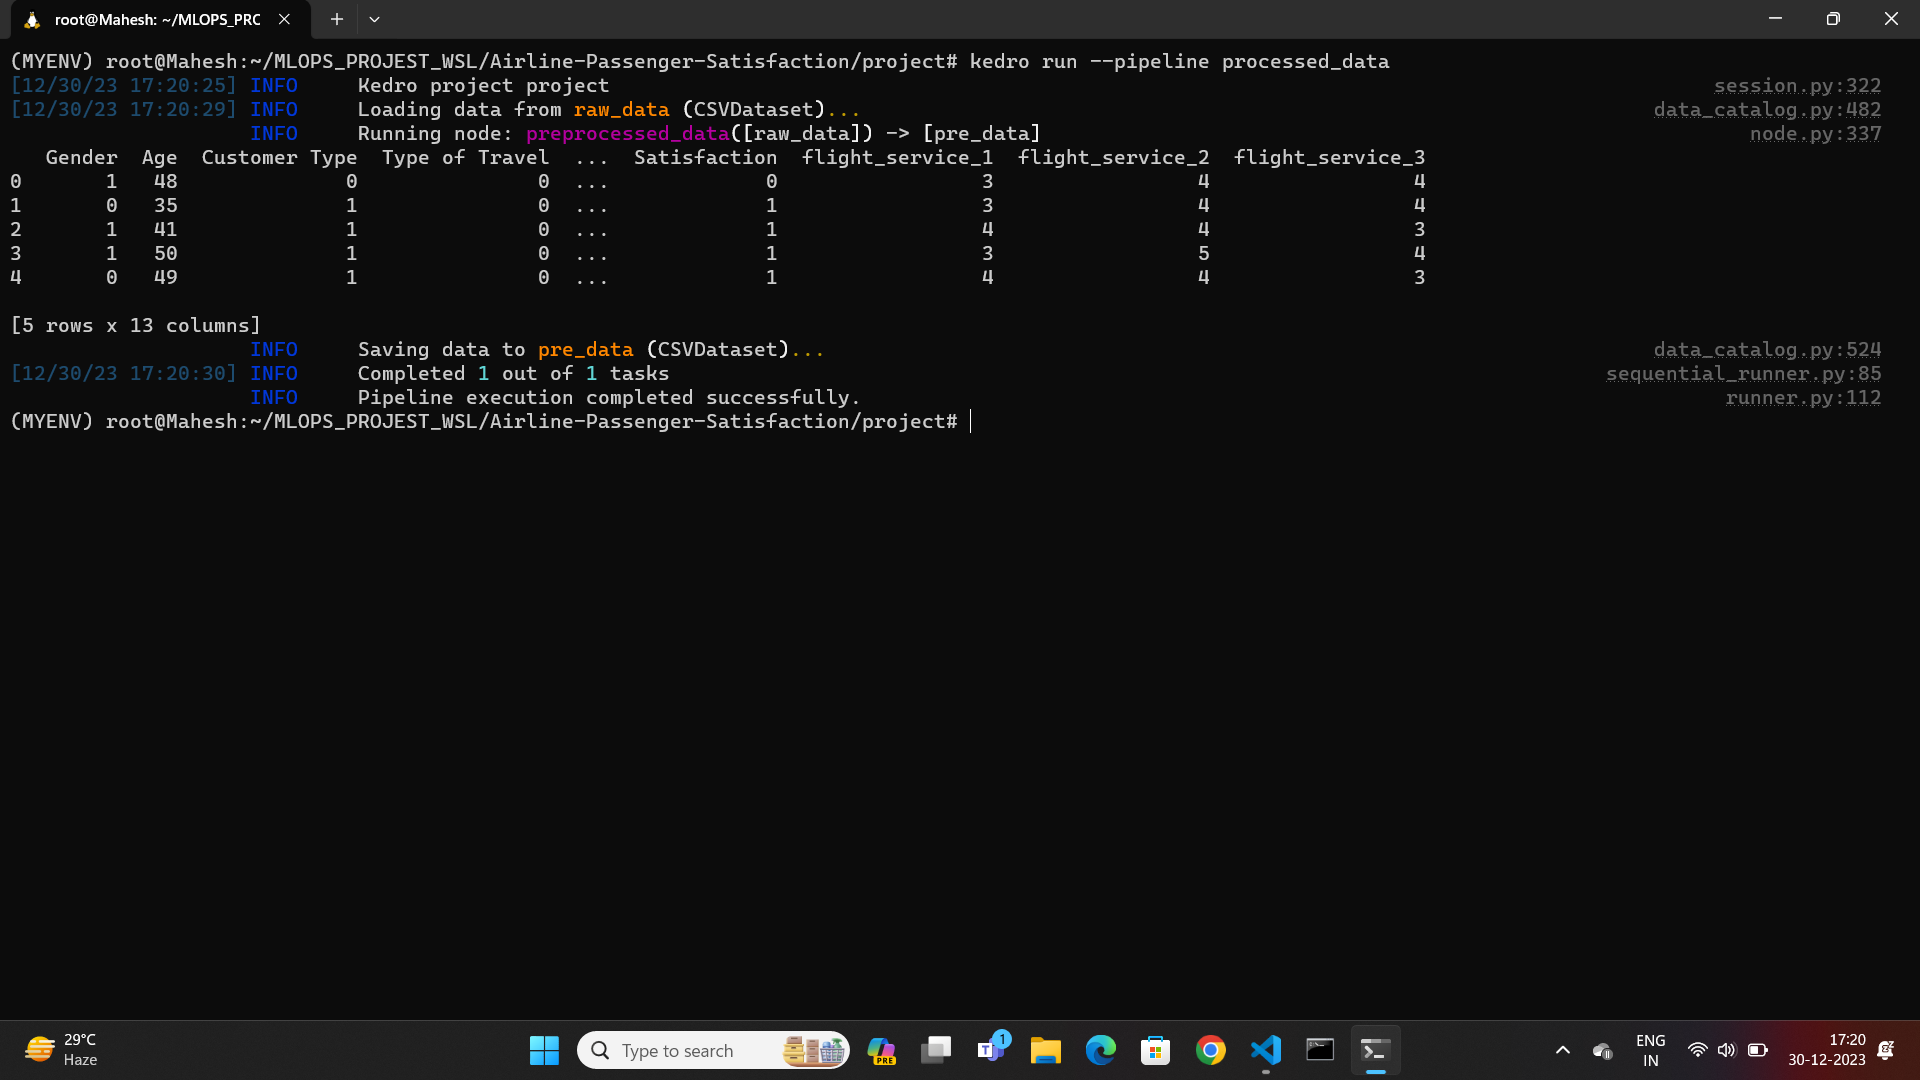 root@Mahesh: ~/MLOPS_PRC
(MYENV) root@Mahesh:~/MLOPS_PROJEST_WSL/Airline-Passenger-Satisfaction/project# kedro run --pipeline processed_data
[12/30/23 17:20:25] INFO Kedro project project session.py:322
[12/30/23 17:20:29] INFO Loading data from raw_data (CSVDataset)... data_catalog.py:482
INFO Running node: preprocessed_data([raw_data]) -> [pre_data] node.py:337
Gender Age Customer Type Type of Travel ... Satisfaction flight_service_1 flight_service_2 flight_service_3
0 1 48 0 0 ... 0 3 4 4
1 0 35 1 0 ... 1 3 4 4
2 1 41 1 0 ... 1 4 4 3
3 1 50 1 0 ... 1 3 5 4
4 0 49 1 0 ... 1 4 4 3
[5 rows x 13 columns]
INFO Saving data to pre_data (CSVDataset)... data_catalog.py:524
[12/30/23 17:20:30] INFO Completed 1 out of 1 tasks sequential_runner.py:85
INFO Pipeline execution completed successfully. runner.py:112
(MYENV) root@Mahesh:~/MLOPS_PROJEST_WSL/Airline-Passenger-Satisfaction/project#
29°C
Haze
Type to search
PRE
T
1
ENG
IN
17:20
30-12-2023